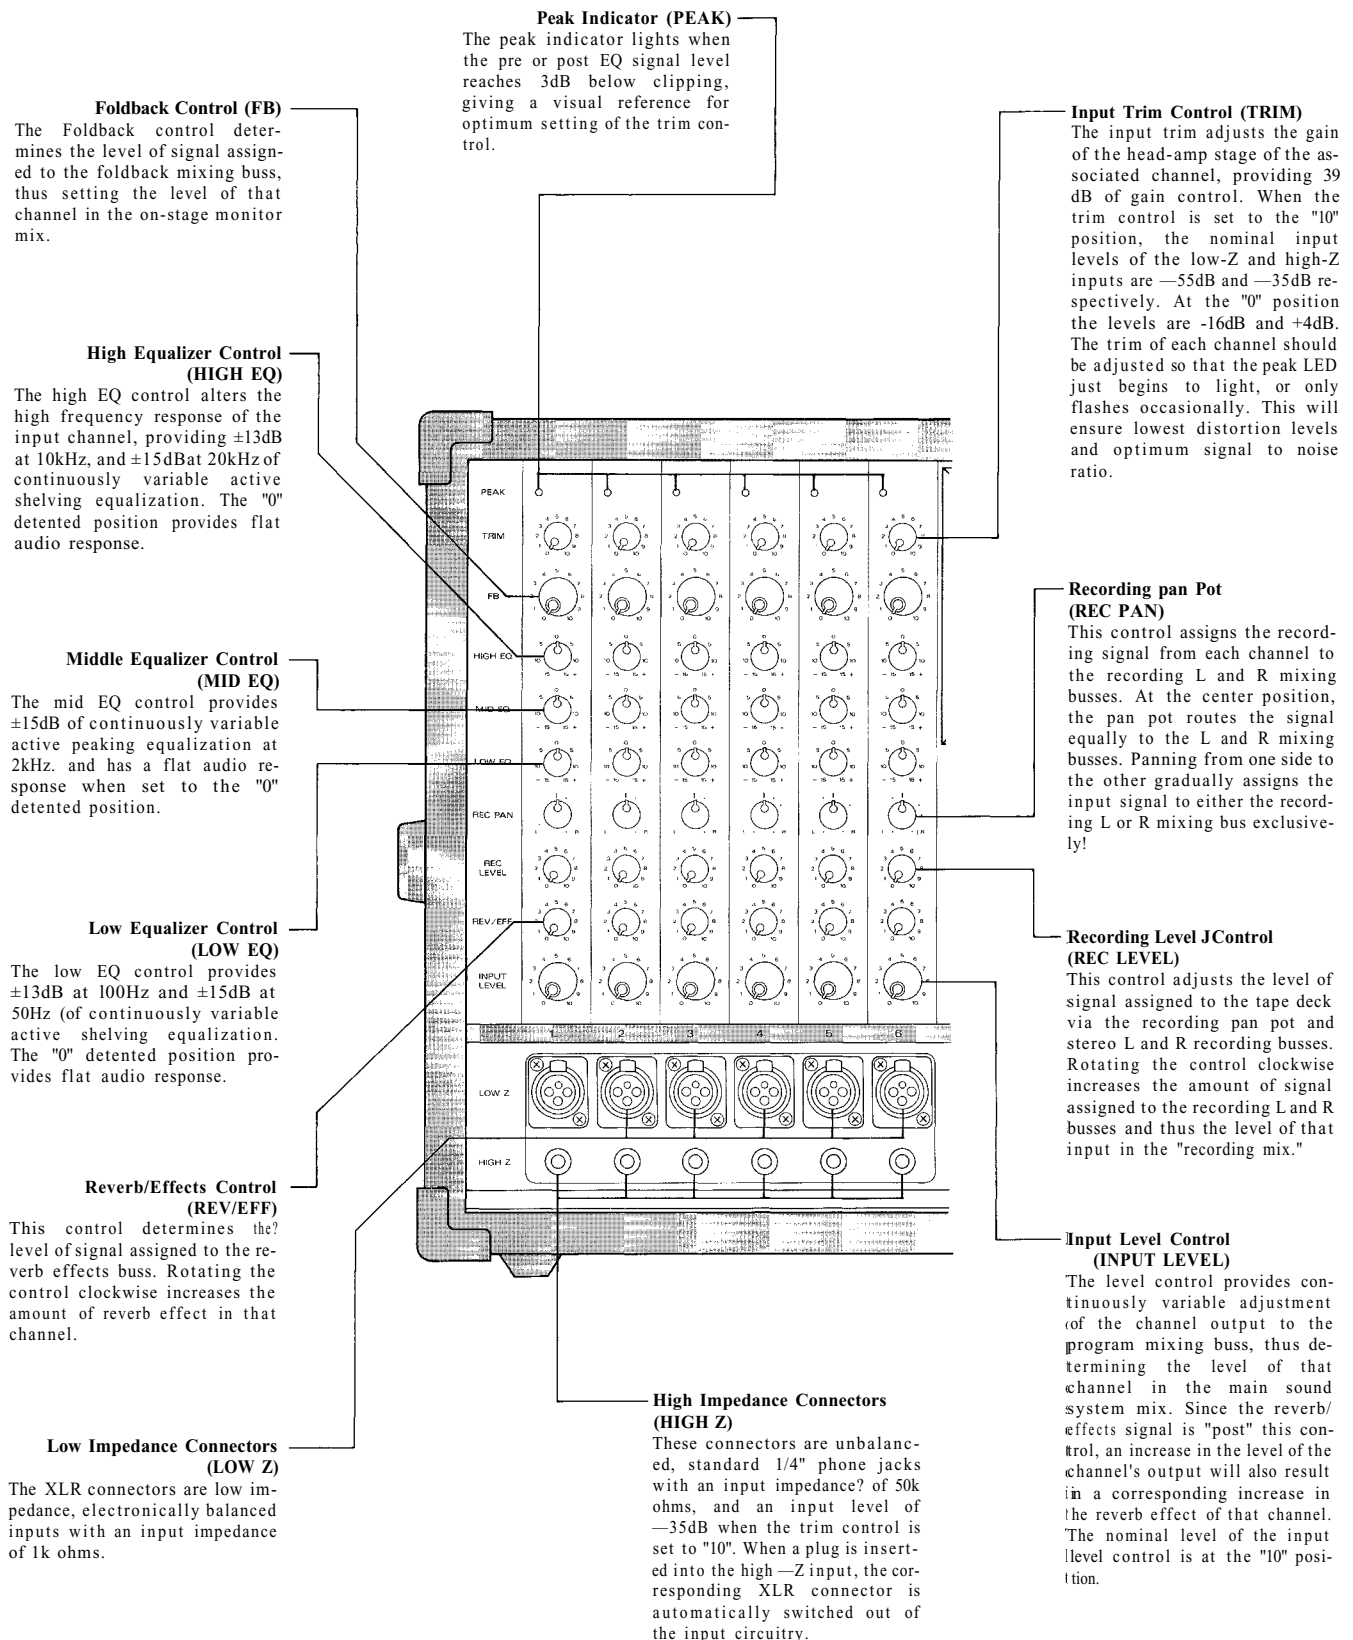 Peak Indicator (PEAK)
The peak indicator lights when
the pre or post EQ signal level
reaches 3dB below clipping,
giving a visual reference for
optimum setting of the trim con-
trol.
Foldback Control (FB)
The Foldback control deter-
mines the level of signal assign-
ed to the foldback mixing buss,
thus setting the level of that
channel in the on-stage monitor
mix.
High Equalizer Control
(HIGH EQ)
The high EQ control alters the
high frequency response of the
input channel, providing ±13dB
at 10kHz, and ±15dBat 20kHz of
continuously variable active
shelving equalization. The "0"
detented position provides flat
audio response.
Middle Equalizer Control
(MID EQ)
The mid EQ control provides
±15dB of continuously variable
active peaking equalization at
2kHz. and has a flat audio re-
sponse when set to the "0"
detented position.
Low Equalizer Control
(LOW EQ)
The low EQ control provides
±13dB at l00Hz and ±15dB at
50Hz (of continuously variable
active shelving equalization.
The "0" detented position pro-
vides flat audio response.
Reverb/Effects Control
(REV/EFF)
This control determines the?
level of signal assigned to the re-
verb effects buss. Rotating the
control clockwise increases the
amount of reverb effect in that
channel.
Low Impedance Connectors
(LOW Z)
The XLR connectors are low im-
pedance, electronically balanced
inputs with an input impedance
of 1k ohms.
PEAK
TRIM
FB
HIGH EQ
MID EQ
LOW EQ
REC PAN
REC
LEVEL
REV/EFF
INPUT
LEVEL
1 2 3 4 5 6
LOW Z
HIGH Z
High Impedance Connectors
(HIGH Z)
These connectors are unbalanc-
ed, standard 1/4" phone jacks
with an input impedance? of 50k
ohms, and an input level of
—35dB when the trim control is
set to "10". When a plug is insert-
ed into the high —Z input, the cor-
responding XLR connector is
automatically switched out of
the input circuitry.
Input Trim Control (TRIM)
The input trim adjusts the gain
of the head-amp stage of the as-
sociated channel, providing 39
dB of gain control. When the
trim control is set to the "10"
position, the nominal input
levels of the low-Z and high-Z
inputs are —55dB and —35dB re-
spectively. At the "0" position
the levels are -16dB and +4dB.
The trim of each channel should
be adjusted so that the peak LED
just begins to light, or only
flashes occasionally. This will
ensure lowest distortion levels
and optimum signal to noise
ratio.
Recording pan Pot
(REC PAN)
This control assigns the record-
ing signal from each channel to
the recording L and R mixing
busses. At the center position,
the pan pot routes the signal
equally to the L and R mixing
busses. Panning from one side to
the other gradually assigns the
input signal to either the record-
ing L or R mixing bus exclusive-
ly!
Recording Level JControl
(REC LEVEL)
This control adjusts the level of
signal assigned to the tape deck
via the recording pan pot and
stereo L and R recording busses.
Rotating the control clockwise
increases the amount of signal
assigned to the recording L and R
busses and thus the level of that
input in the "recording mix."
Input Level Control
(INPUT LEVEL)
The level control provides con-
tinuously variable adjustment
of the channel output to the
program mixing buss, thus de-
termining the level of that
channel in the main sound
system mix. Since the reverb/
effects signal is "post" this con-
trol, an increase in the level of the
channel's output will also result
in a corresponding increase in
the reverb effect of that channel.
The nominal level of the input
level control is at the "10" posi-
tion.